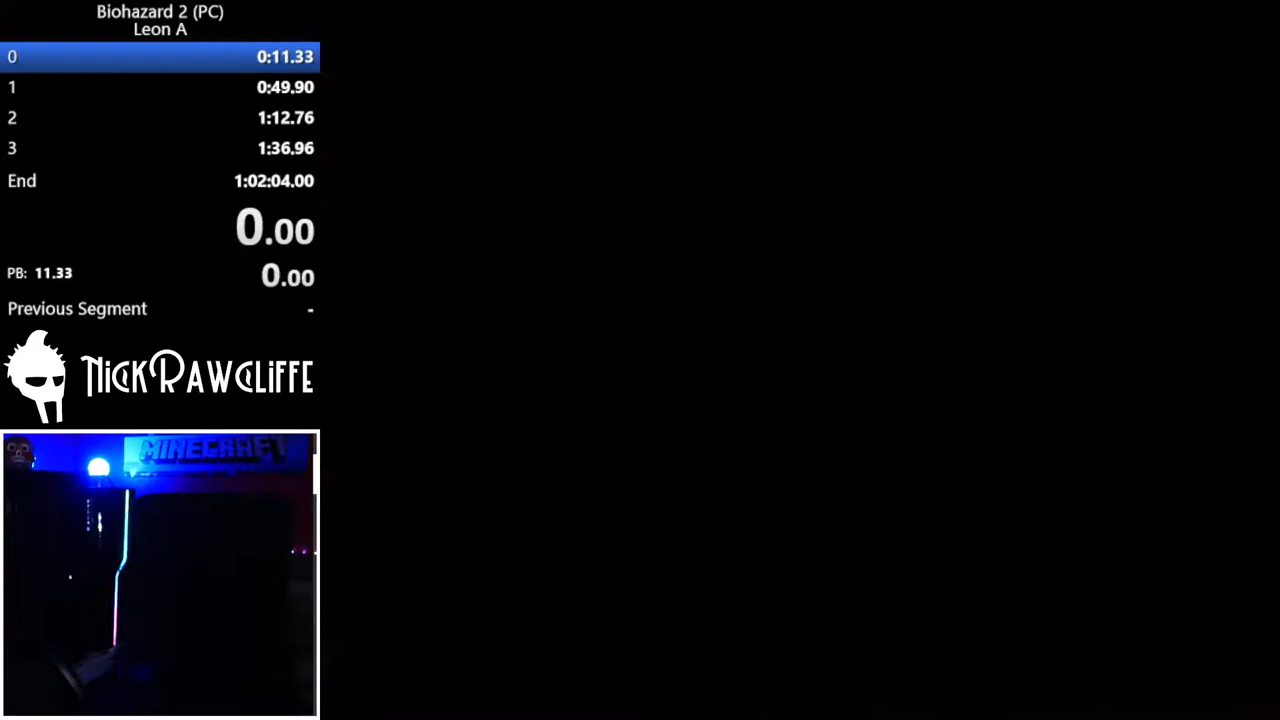 Biohazard 2 (PC)
Leon A
0 0:11.33
1 0:49.90
2 1:12.76
3 1:36.96
End 1:02:04.00
0.00
PB: 11.33 0.00
Previous Segment -
NickRawcliffe
MINECRAFT